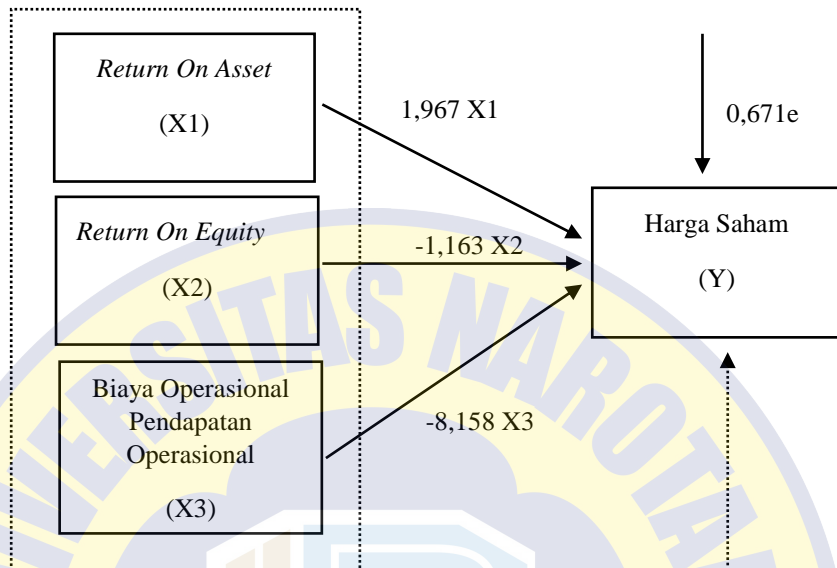 Return On Asset
(X1)
1,967 X1
0,671e
Return On Equity
(X2)
-1,163 X2
Harga Saham
(Y)
Biaya Operasional
Pendapatan
Operasional
(X3)
-8,158 X3